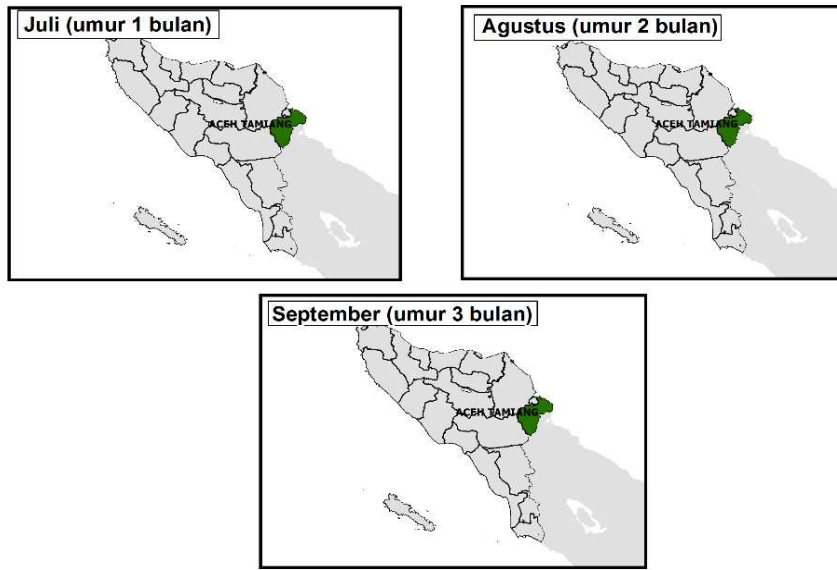 Juli (umur 1 bulan)
ACEH TAMIANG
Agustus (umur 2 bulan)
ACEH TAMIANG
September (umur 3 bulan)
ACEH TAMIANG